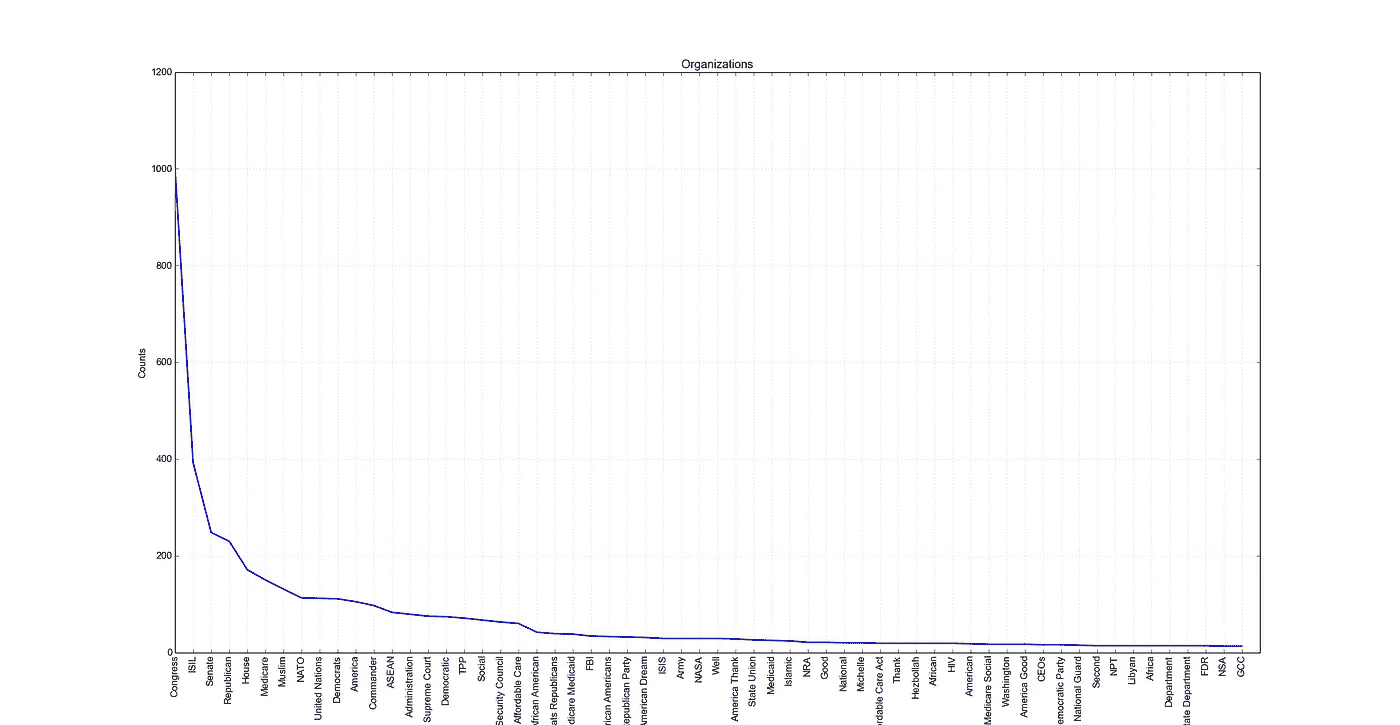 Organizations
1200
1000
800
600
400
200
0
Counts
Congress
ISIL
Senate
Republican
House
Medicare
Muslim
NATO
United Nations
Democrats
America
Commander
ASEAN
Administration
Supreme Court
Democratic
TPP
Social
Security Council
Affordable Care
frican American
ats Republicans
dicare Medicaid
FBI
rican Americans
epublican Party
merican Dream
ISIS
Army
NASA
Well
America Thank
State Union
Medicaid
Islamic
NRA
Good
National
Michelle
rdable Care Act
Thank
Hezbollah
African
HIV
American
Medicare Social
Washington
America Good
CEOs
emocratic Party
National Guard
Second
NPT
Libyan
Africa
Department
tate Department
FDR
NSA
GCC